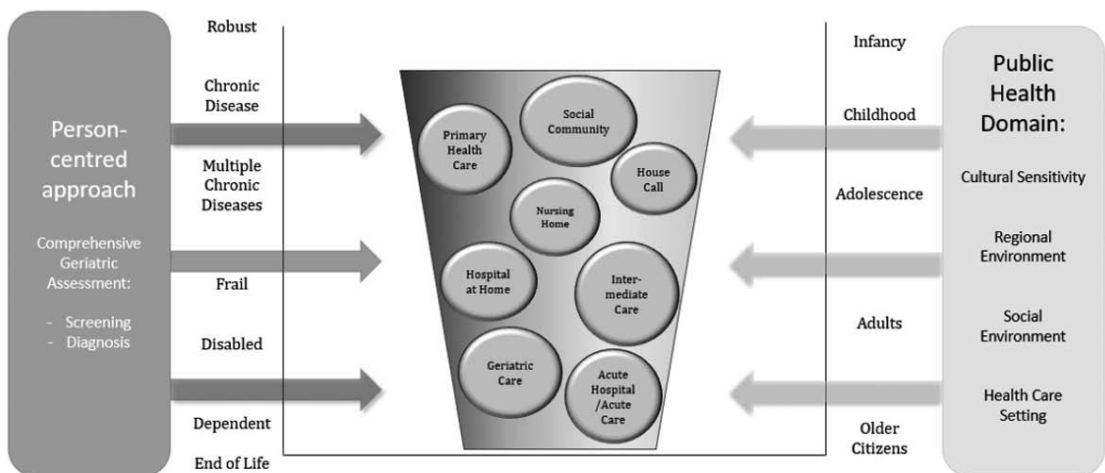 Person-
centred
approach
Comprehensive
Geriatric
Assessment:
- Screening
- Diagnosis
Robust
Chronic
Disease
Multiple
Chronic
Diseases
Frail
Disabled
Dependent
End of Life
Primary
Health
Care
Social
Community
House
Call
Nursing
Home
Hospital
at Home
Inter-
mediate
Care
Geriatric
Care
Acute
Hospital
/Acute
Care
Infancy
Childhood
Adolescence
Adults
Older
Citizens
Public
Health
Domain:
Cultural Sensitivity
Regional
Environment
Social
Environment
Health Care
Setting